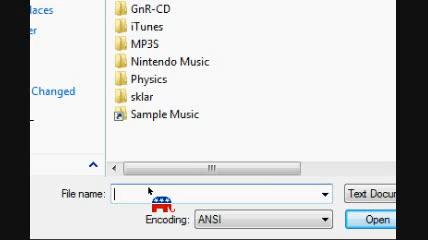 laces
GnR-CD
iTunes
er
MP3S
Nintendo Music
Physics
Changed
sklar
Sample Music
File name:
Text Docum
Encoding:
ANSI
Open